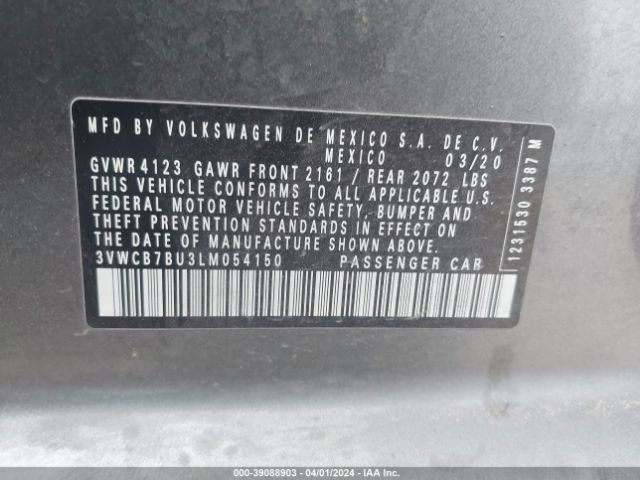 MFD BY VOLKSWAGEN DE MEXICO S.A. DE C.V.
MEXICO 03/20
GVWR 4123 GAWR FRONT 2161 / REAR 2072 LBS
THIS VEHICLE CONFORMS TO ALL APPLICABLE U.S.
FEDERAL MOTOR VEHICLE SAFETY, BUMPER AND
THEFT PREVENTION STANDARDS IN EFFECT ON
THE DATE OF MANUFACTURE SHOWN ABOVE.
3VWCB7BU3LM054150 PASSENGER CAR
1231530 3387 M
000-39088903 / 04/01/2024 / IAA Inc.